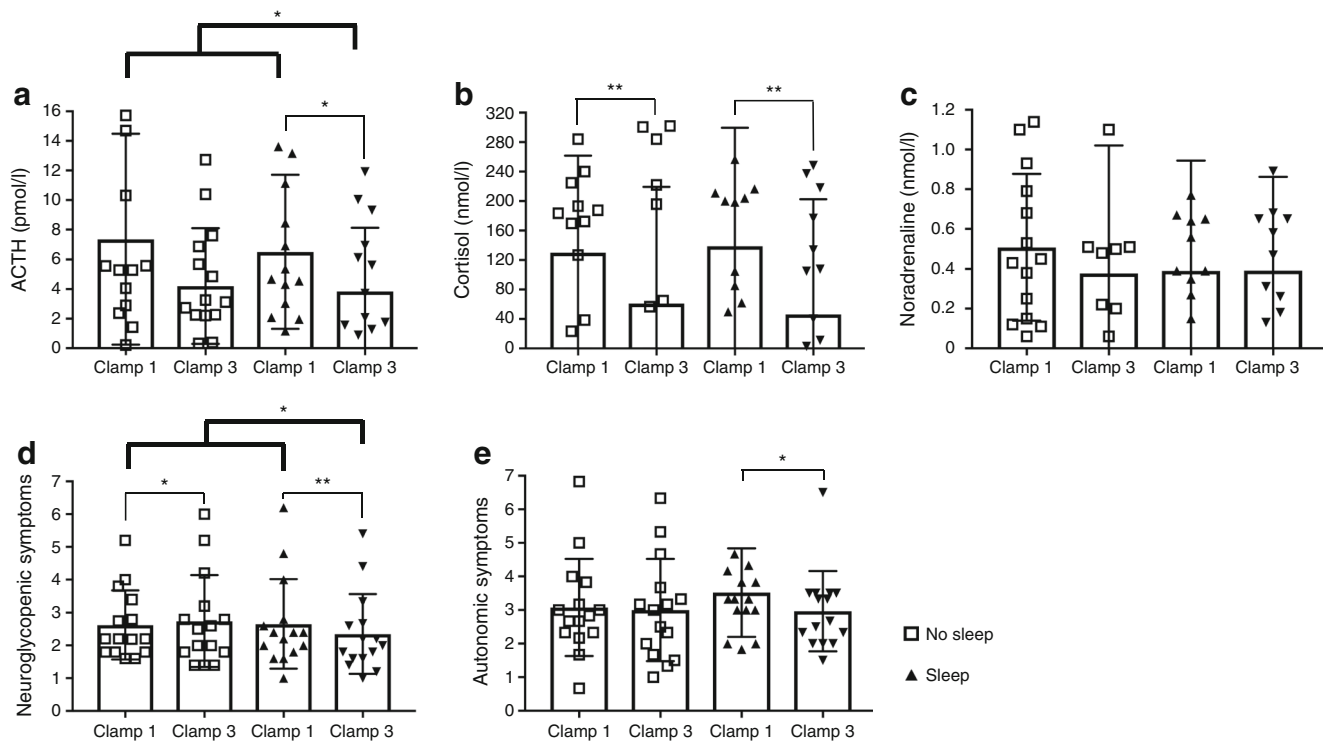 *
a
*
ACTH (pmol/l)
16
14
12
10
8
6
4
2
0
Clamp 1 Clamp 3 Clamp 1 Clamp 3
b
** **
Cortisol (nmol/l)
320
280
240
200
160
120
80
40
0
Clamp 1 Clamp 3 Clamp 1 Clamp 3
c
Noradrenaline (nmol/l)
1.2
1.0
0.8
0.6
0.4
0.2
0
Clamp 1 Clamp 3 Clamp 1 Clamp 3
*
d
* **
Neuroglycopenic symptoms
7
6
5
4
3
2
1
0
Clamp 1 Clamp 3 Clamp 1 Clamp 3
e
*
Autonomic symptoms
7
6
5
4
3
2
1
0
Clamp 1 Clamp 3 Clamp 1 Clamp 3
No sleep
Sleep